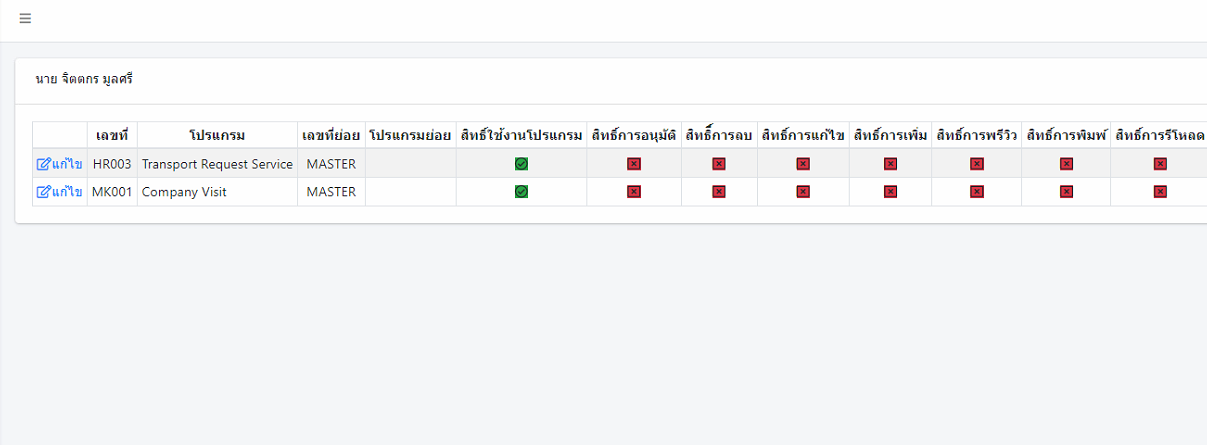 นาย จิตตกร มูลศรี
เลขที่ โปรแกรม เลขที่ย่อย โปรแกรมย่อย สิทธิ์ใช้งานโปรแกรม สิทธิ์การอนุมัติ สิทธิ์การลบ สิทธิ์การแก้ไข สิทธิ์การเพิ่ม สิทธิ์การพรีวิว สิทธิ์การพิมพ์ สิทธิ์การรีโหลด
แก้ไข HR003 Transport Request Service MASTER
แก้ไข MK001 Company Visit MASTER